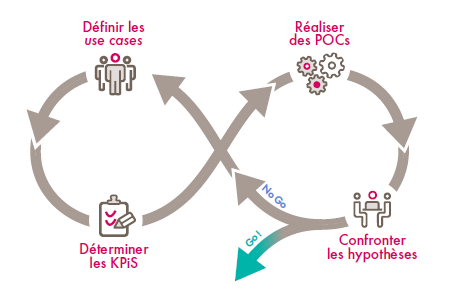 Définir les
use cases
Réaliser
des POCs
No Go
Go !
Déterminer
les KPiS
Confronter
les hypothèses